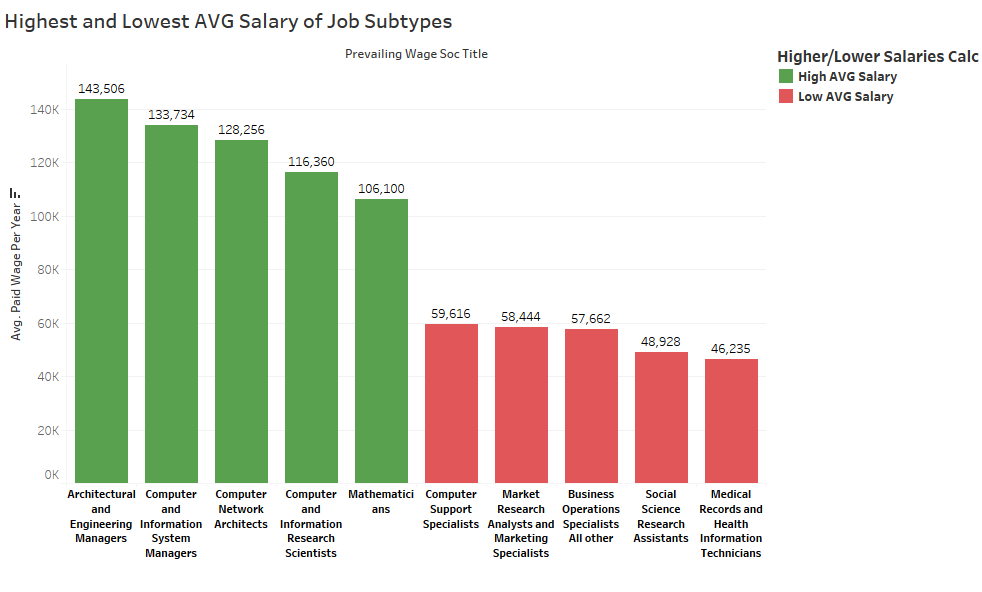 Highest and Lowest AVG Salary of Job Subtypes
Prevailing Wage Soc Title
Higher/Lower Salaries Calc
High AVG Salary
Low AVG Salary
Avg. Paid Wage Per Year
140K
120K
100K
80K
60K
40K
20K
0K
143,506
133,734
128,256
116,360
106,100
59,616
58,444
57,662
48,928
46,235
Architectural
and
Engineering
Managers
Computer
and
Information
System
Managers
Computer
Network
Architects
Computer
and
Information
Research
Scientists
Mathematici
ans
Computer
Support
Specialists
Market
Research
Analysts and
Marketing
Specialists
Business
Operations
Specialists
All other
Social
Science
Research
Assistants
Medical
Records and
Health
Information
Technicians